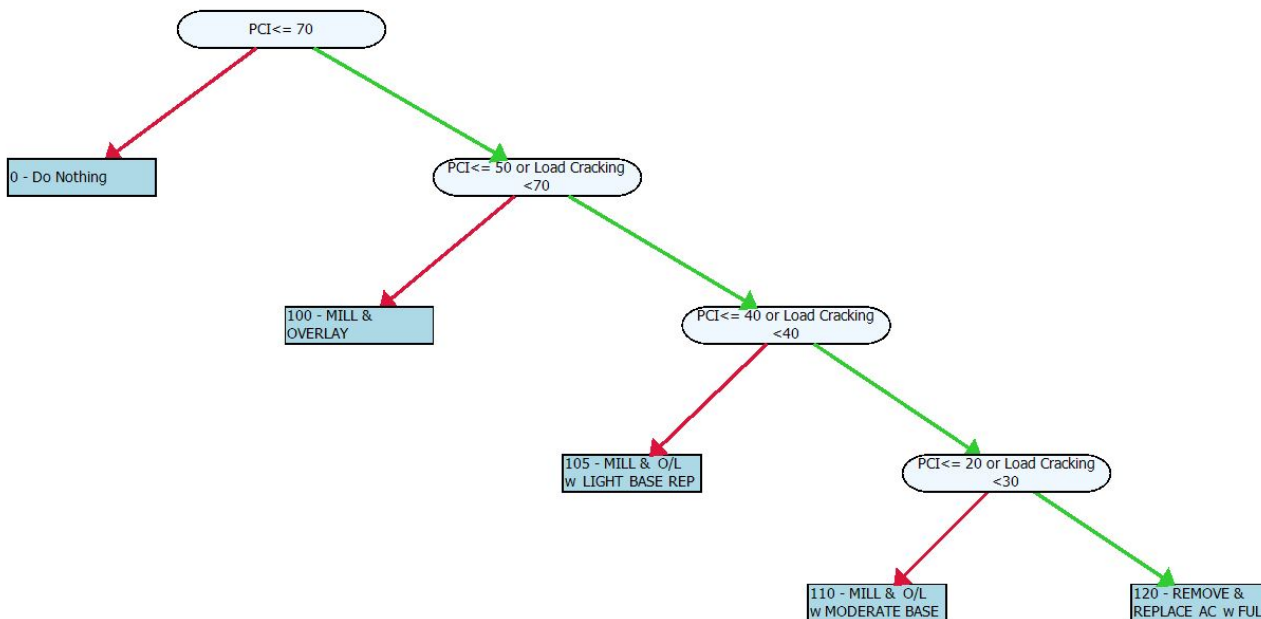 PCI<= 70
0 - Do Nothing
PCI<= 50 or Load Cracking
<70
100 - MILL &
OVERLAY
PCI<= 40 or Load Cracking
<40
105 - MILL & O/L
w LIGHT BASE REP
PCI<= 20 or Load Cracking
<30
110 - MILL & O/L
w MODERATE BASE
120 - REMOVE &
REPLACE AC w FUL